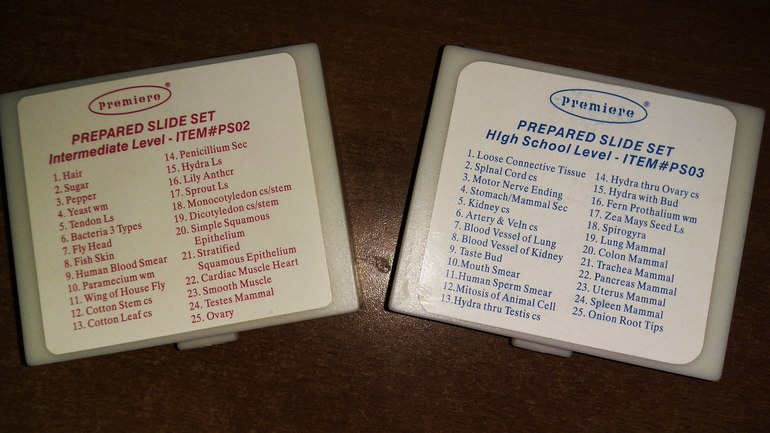 Premiere®
PREPARED SLIDE SET
Intermediate Level - ITEM#PS02
1. Hair
2. Sugar
3. Pepper
4. Yeast wm
5. Tendon Ls
6. Bacteria 3 Types
7. Fly Head
8. Fish Skin
9. Human Blood Smear
10. Paramecium wm
11. Wing of House Fly
12. Cotton Stem cs
13. Cotton Leaf cs
14. Penicillium Sec
15. Hydra Ls
16. Lily Anthcr
17. Sprout Ls
18. Monocotyledon cs/stem
19. Dicotyledon cs/stem
20. Simple Squamous
Epithelium
21. Stratified
Squamous Epithelium
22. Cardiac Muscle Heart
23. Smooth Muscle
24. Testes Mammal
25. Ovary
Premiere®
PREPARED SLIDE SET
High School Level - ITEM#PS03
1. Loose Connective Tissue
2. Spinal Cord cs
3. Motor Nerve Ending
4. Stomach/Mammal Sec
5. Kidney cs
6. Artery & Veln cs
7. Blood Vessel of Lung
8. Blood Vessel of Kidney
9. Taste Bud
10. Mouth Smear
11. Human Sperm Smear
12. Mitosis of Animal Cell
13. Hydra thru Testis cs
14. Hydra thru Ovary cs
15. Hydra with Bud
16. Fern Prothalium wm
17. Zea Mays Seed Ls
18. Spirogyra
19. Lung Mammal
20. Colon Mammal
21. Trachea Mammal
22. Pancreas Mammal
23. Uterus Mammal
24. Spleen Mammal
25. Onion Root Tips